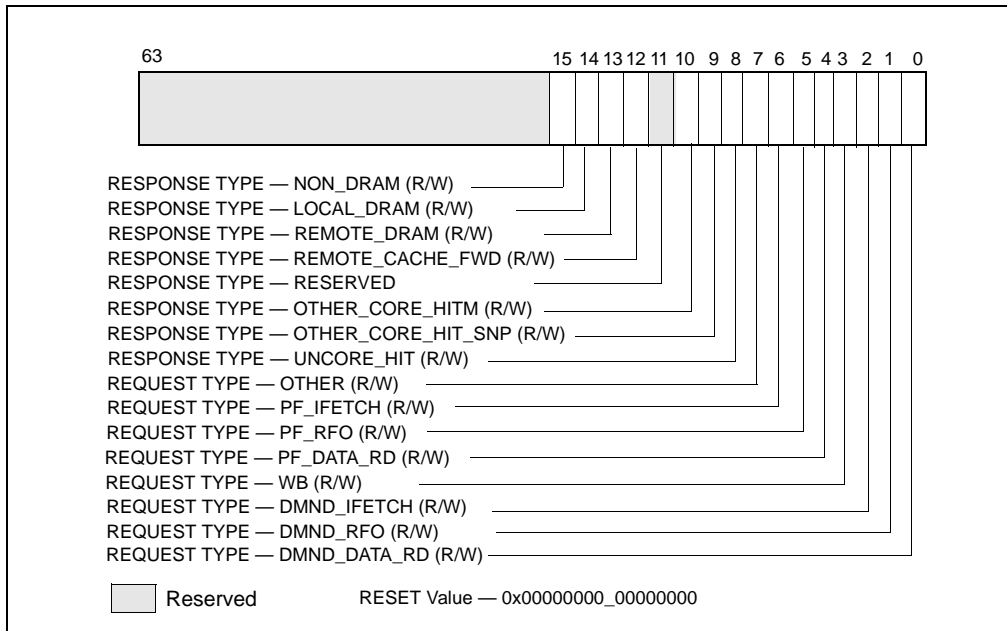 63 15 14 13 12 11 10 9 8 7 6 5 4 3 2 1 0
RESPONSE TYPE — NON_DRAM (R/W)
RESPONSE TYPE — LOCAL_DRAM (R/W)
RESPONSE TYPE — REMOTE_DRAM (R/W)
RESPONSE TYPE — REMOTE_CACHE_FWD (R/W)
RESPONSE TYPE — RESERVED
RESPONSE TYPE — OTHER_CORE_HITM (R/W)
RESPONSE TYPE — OTHER_CORE_HIT_SNP (R/W)
RESPONSE TYPE — UNCORE_HIT (R/W)
REQUEST TYPE — OTHER (R/W)
REQUEST TYPE — PF_IFETCH (R/W)
REQUEST TYPE — PF_RFO (R/W)
REQUEST TYPE — PF_DATA_RD (R/W)
REQUEST TYPE — WB (R/W)
REQUEST TYPE — DMND_IFETCH (R/W)
REQUEST TYPE — DMND_RFO (R/W)
REQUEST TYPE — DMND_DATA_RD (R/W)
Reserved RESET Value — 0x00000000_00000000